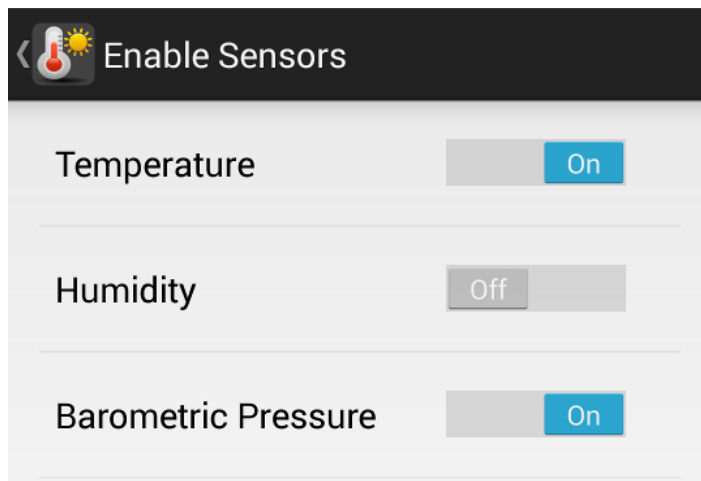 Enable Sensors
Temperature On
Humidity Off
Barometric Pressure On